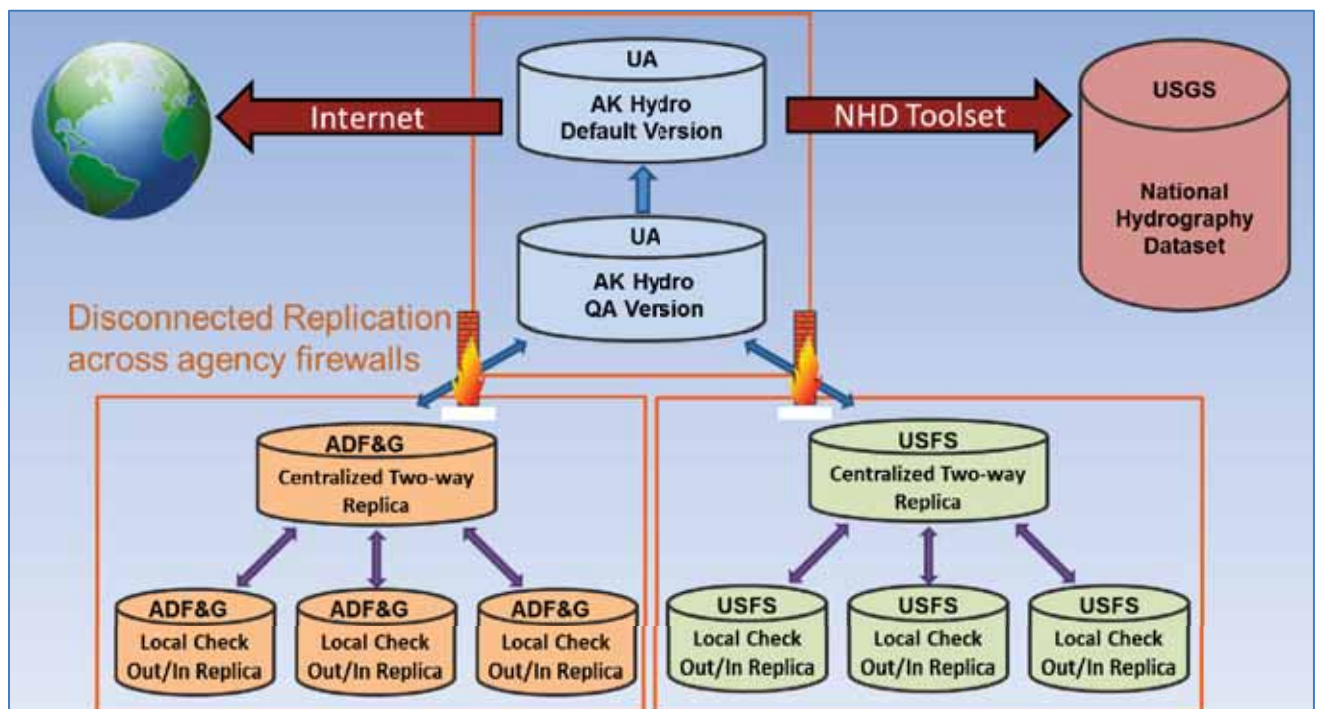 UA
AK Hydro
Default Version
Internet
NHD Toolset
USGS
National
Hydrography
Dataset
UA
AK Hydro
QA Version
Disconnected Replication
across agency firewalls
ADF&G
Centralized Two-way
Replica
USFS
Centralized Two-way
Replica
ADF&G
Local Check
Out/In Replica
ADF&G
Local Check
Out/In Replica
ADF&G
Local Check
Out/In Replica
USFS
Local Check
Out/In Replica
USFS
Local Check
Out/In Replica
USFS
Local Check
Out/In Replica